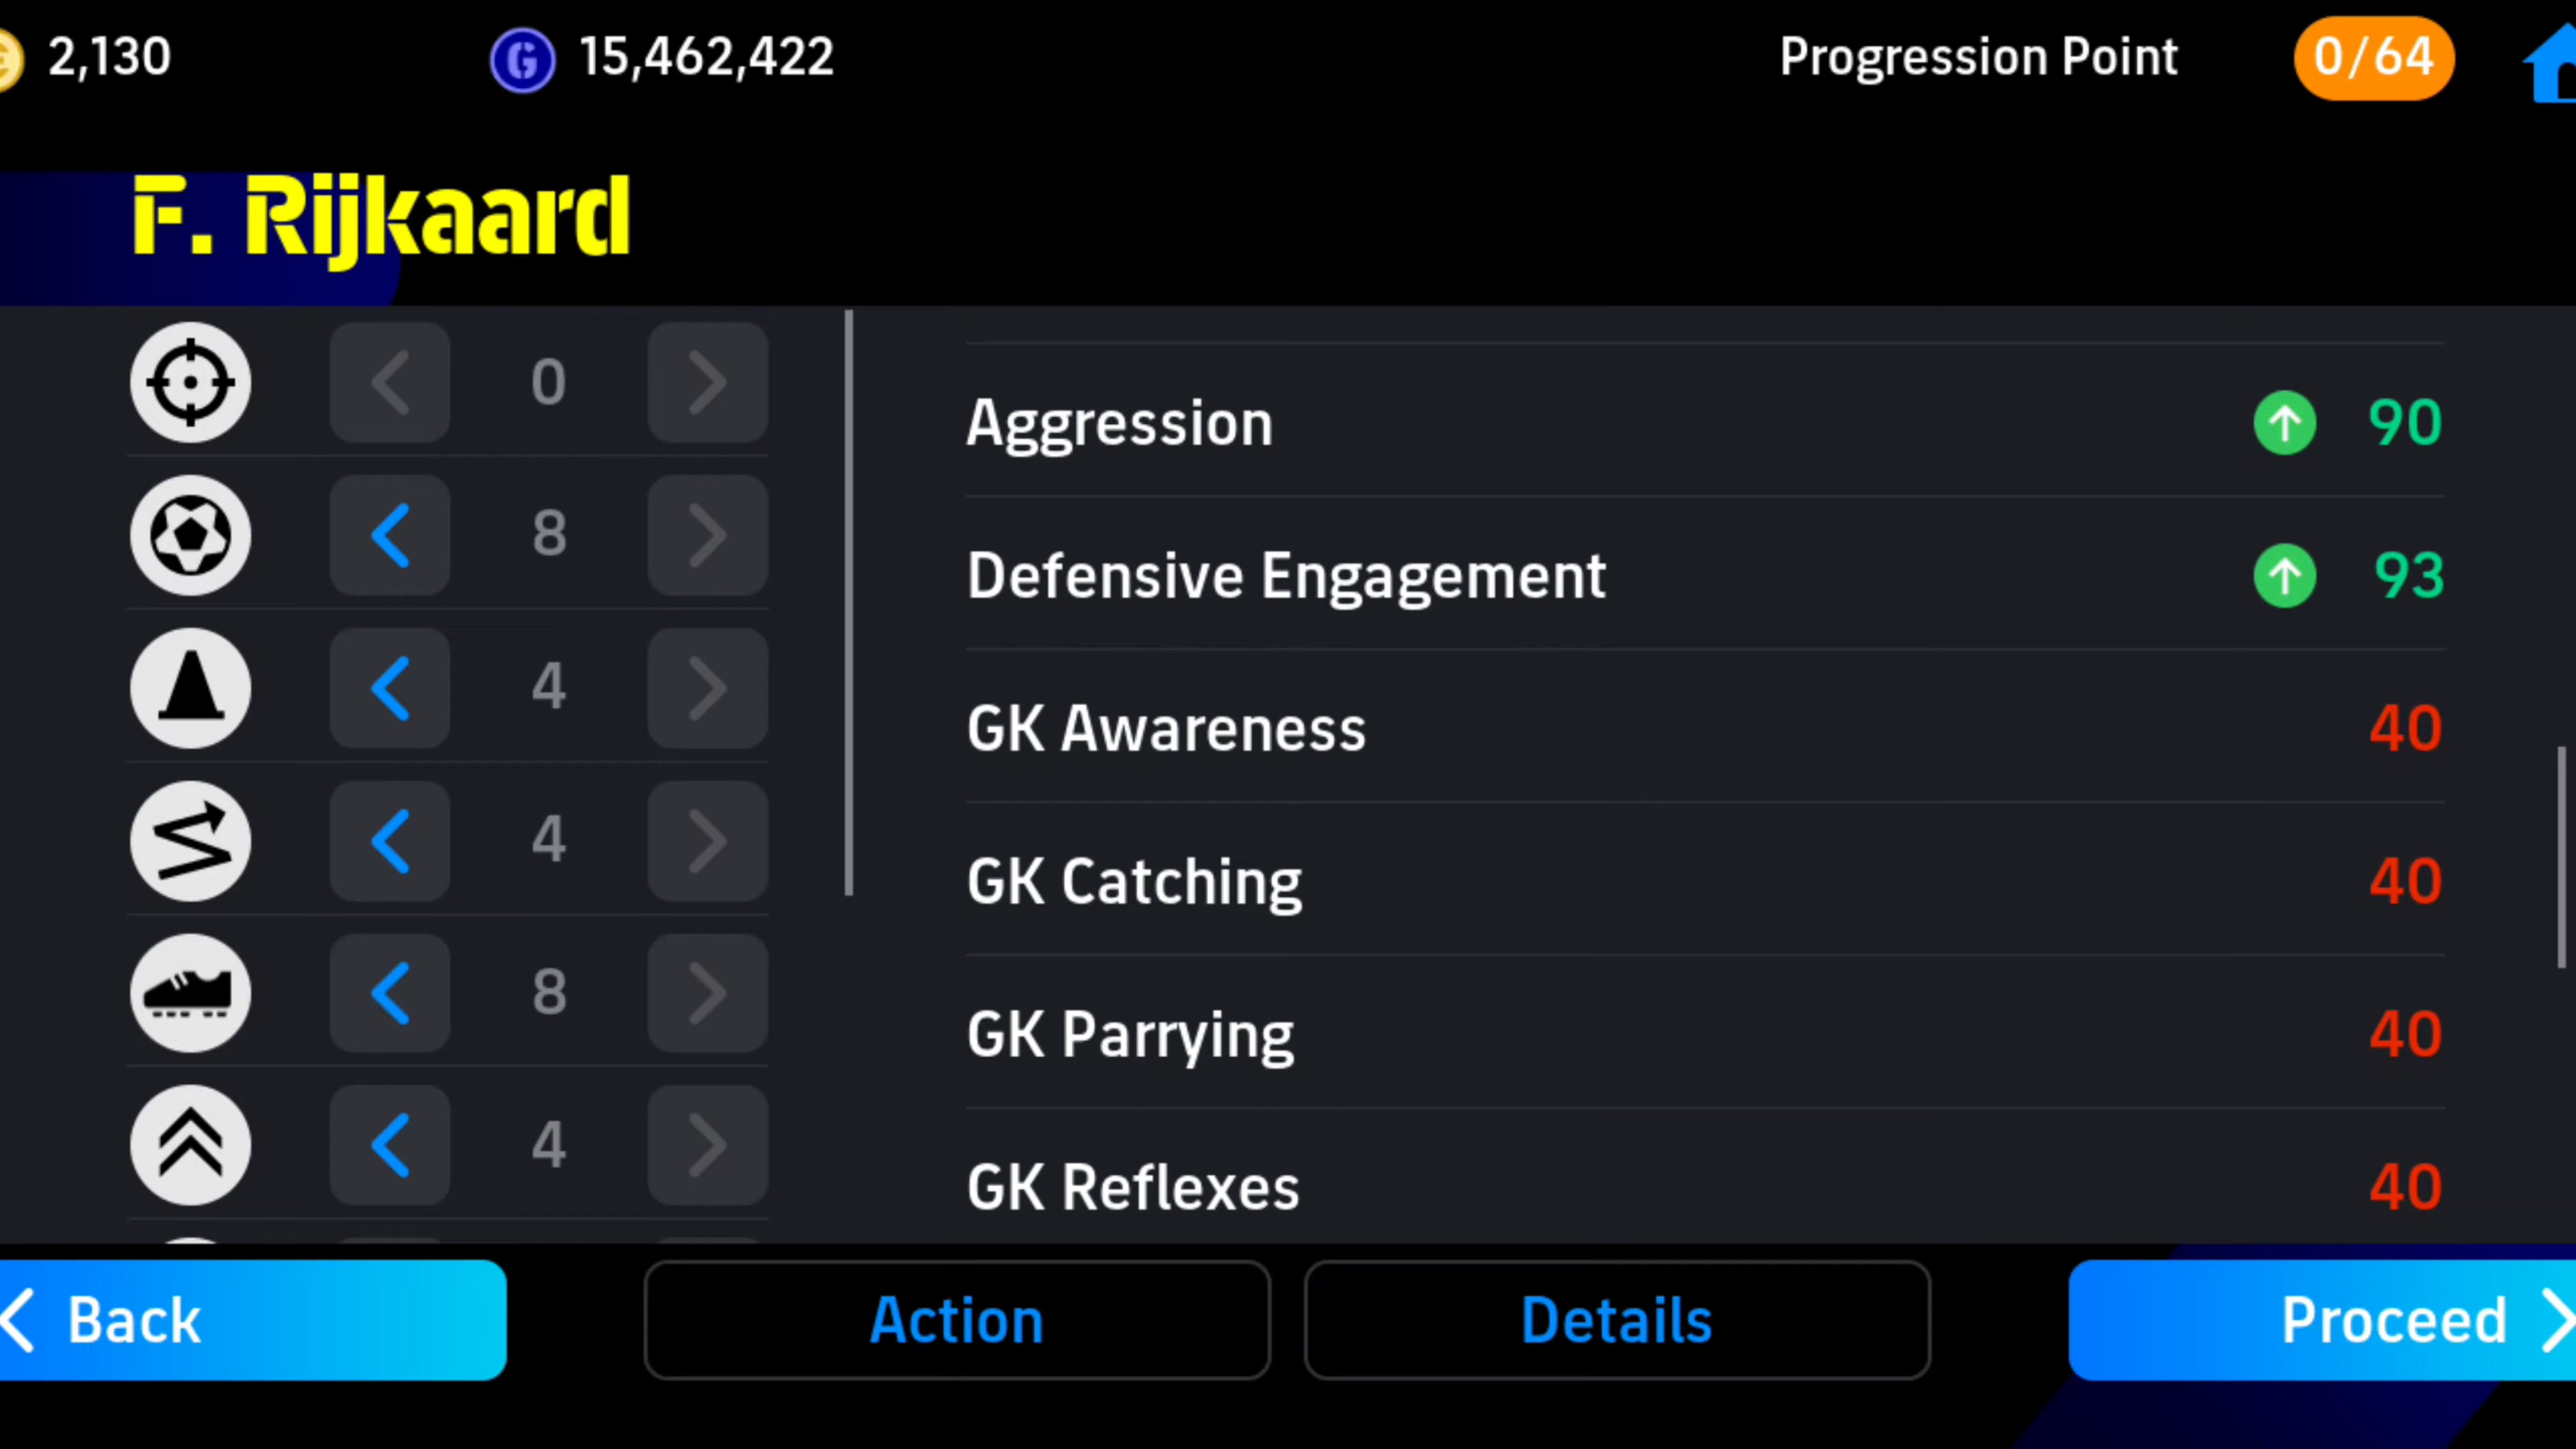 2,130
15,462,422
Progression Point
0/64
F. Rijkaard
0
8
4
4
8
4
Aggression 90
Defensive Engagement 93
GK Awareness 40
GK Catching 40
GK Parrying 40
GK Reflexes 40
Back
Action
Details
Proceed